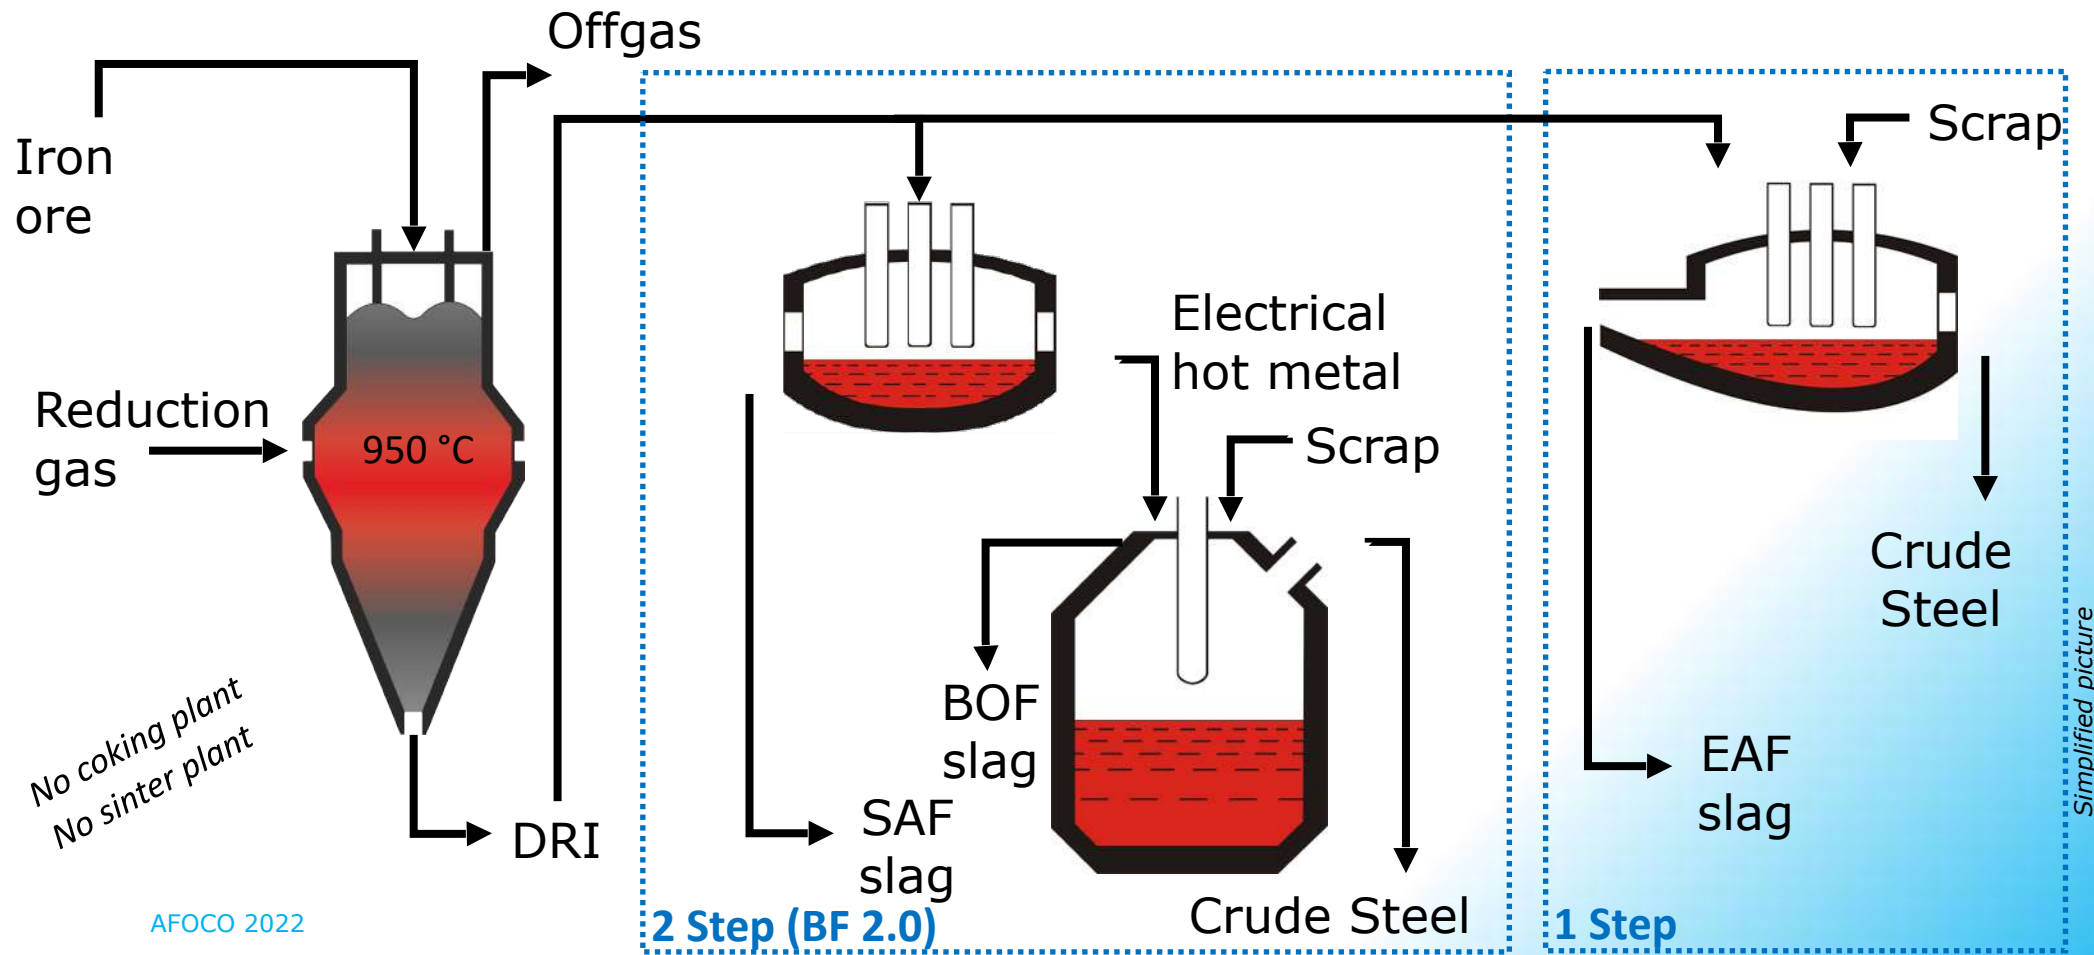 Offgas
Iron
ore
Scrap
Reduction
gas
950 °C
Electrical
hot metal
Scrap
Crude
Steel
BOF
slag
No coking plant
No sinter plant
DRI
SAF
slag
EAF
slag
Simplified picture
Crude Steel
AFOCO 2022
2 Step (BF 2.0)
1 Step